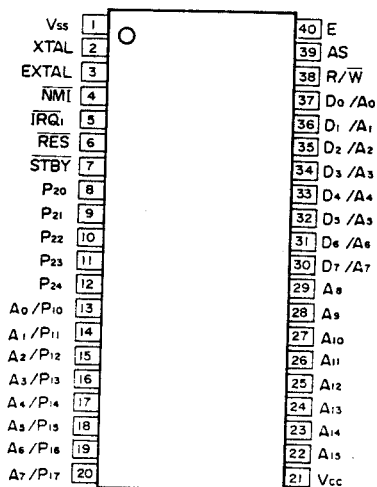 Vss 1
XTAL 2
EXTAL 3
N̅M̅I̅ 4
I̅R̅Q̅₁ 5
R̅E̅S̅ 6
S̅T̅B̅Y̅ 7
P₂₀ 8
P₂₁ 9
P₂₂ 10
P₂₃ 11
P₂₄ 12
A₀/P₁₀ 13
A₁/P₁₁ 14
A₂/P₁₂ 15
A₃/P₁₃ 16
A₄/P₁₄ 17
A₅/P₁₅ 18
A₆/P₁₆ 19
A₇/P₁₇ 20
40 E
39 AS
38 R/W̅
37 D₀/A₀
36 D₁/A₁
35 D₂/A₂
34 D₃/A₃
33 D₄/A₄
32 D₅/A₅
31 D₆/A₆
30 D₇/A₇
29 A₈
28 A₉
27 A₁₀
26 A₁₁
25 A₁₂
24 A₁₃
23 A₁₄
22 A₁₅
21 Vcc